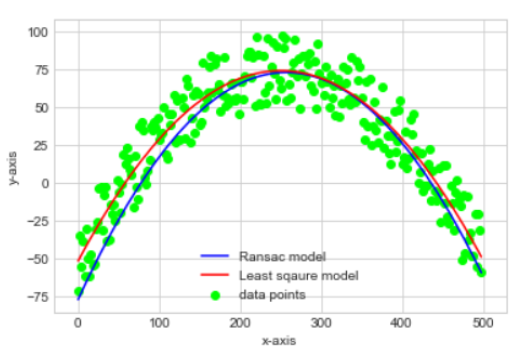 100
75
50
25
0
−25
−50
−75
y-axis
Ransac model
Least sqaure model
data points
0 100 200 300 400 500
x-axis